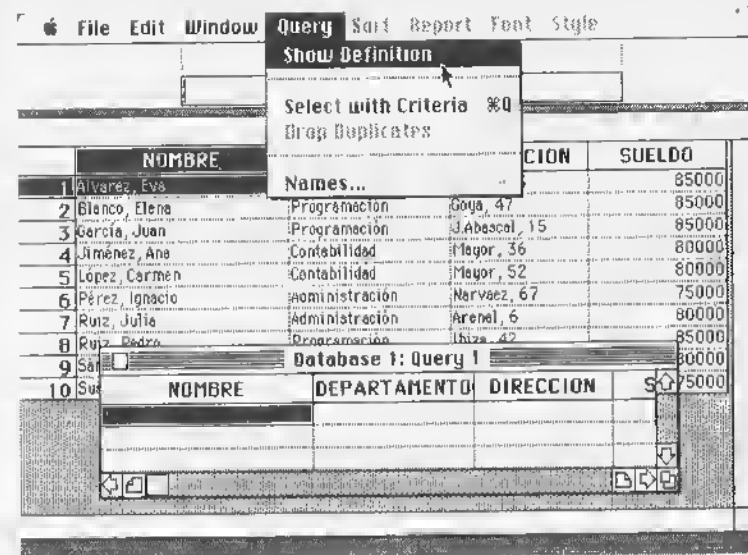 File Edit Window Query Sort Report Font Style
Show Definition
Select with Criteria ⌘Q
Drop Duplicates
Names...
NOMBRE CION SUELDO
1 Alvarez, Eva 85000
2 Blanco, Elena Programación Goya, 47 85000
3 García, Juan Programación J.Abascal, 15 85000
4 Jiménez, Ana Contabilidad Mayor, 36 80000
5 López, Carmen Contabilidad Mayor, 52 80000
6 Pérez, Ignacio Administración Narvaez, 67 75000
7 Ruiz, Julia Administración Arenal, 6 80000
8 Ruiz, Pedro Programación Ibiza, 42 85000
9 Sán 80000
10 Sua 75000
Database 1: Query 1
NOMBRE DEPARTAMENTO DIRECCION S